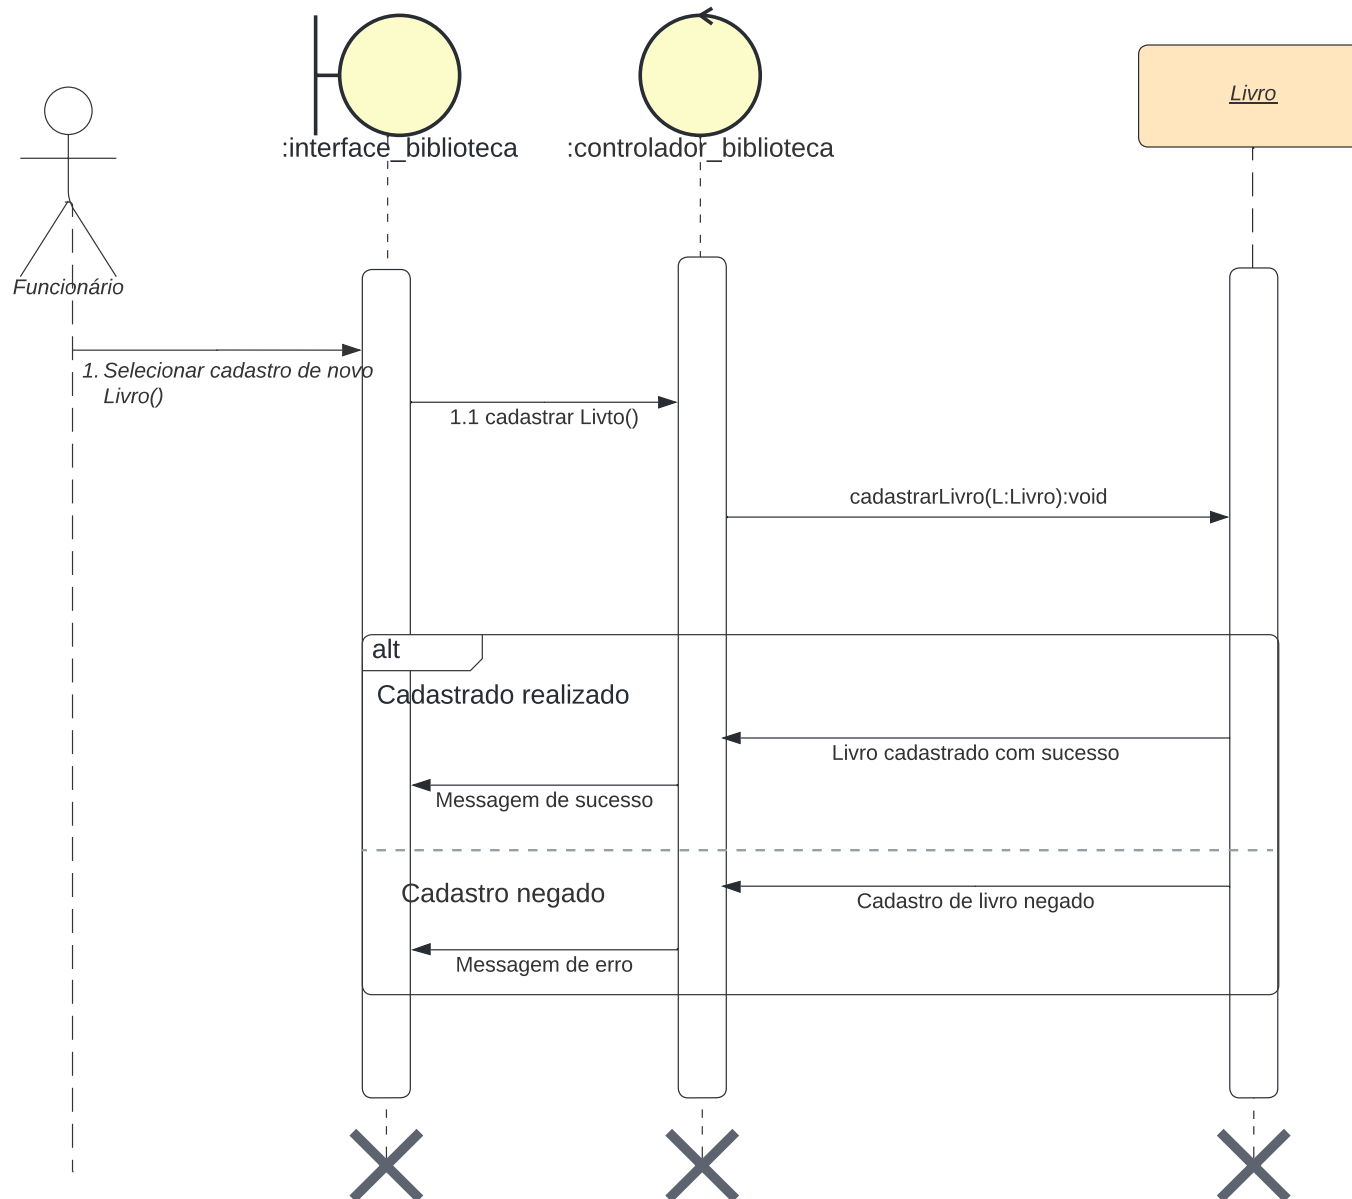 Livro
:interface_biblioteca
:controlador_biblioteca
Funcionário
1. Selecionar cadastro de novo
Livro()
1.1 cadastrar Livto()
cadastrarLivro(L:Livro):void
alt
Cadastrado realizado
Livro cadastrado com sucesso
Messagem de sucesso
Cadastro negado
Cadastro de livro negado
Messagem de erro